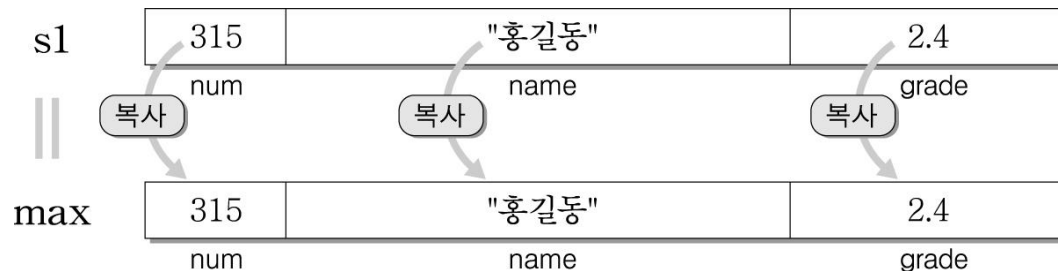 s1 315 "홍길동" 2.4
num name grade
복사 복사 복사
max 315 "홍길동" 2.4
num name grade